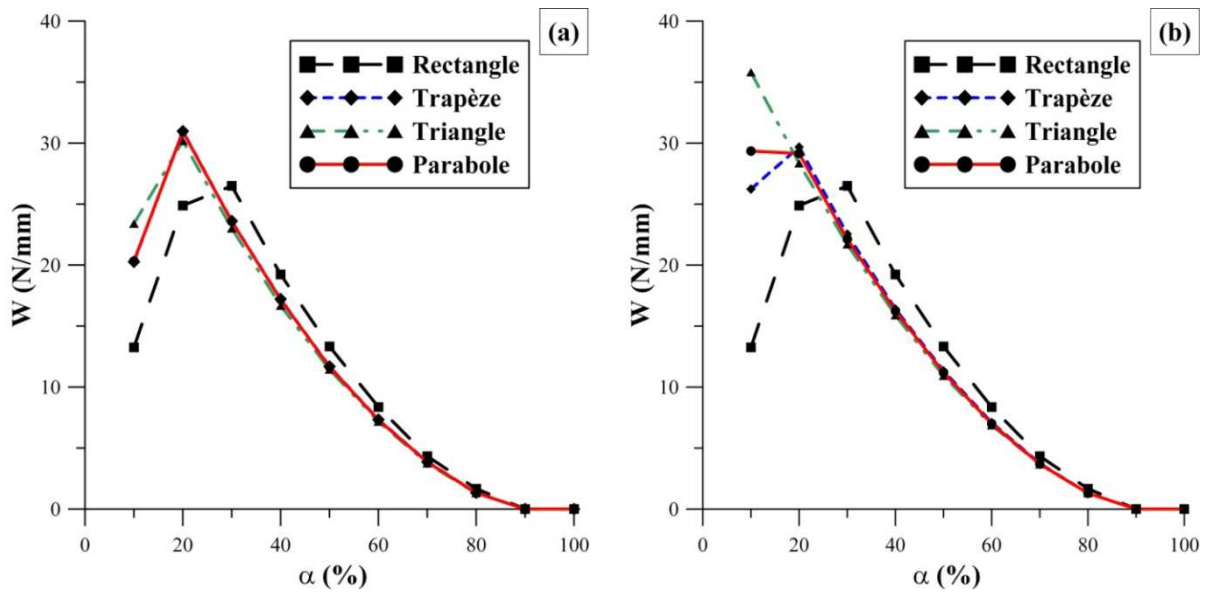 (a)
40
30
20
10
0
W (N/mm)
Rectangle
Trapèze
Triangle
Parabole
0 20 40 60 80 100
α (%)
(b)
40
30
20
10
0
W (N/mm)
Rectangle
Trapèze
Triangle
Parabole
0 20 40 60 80 100
α (%)